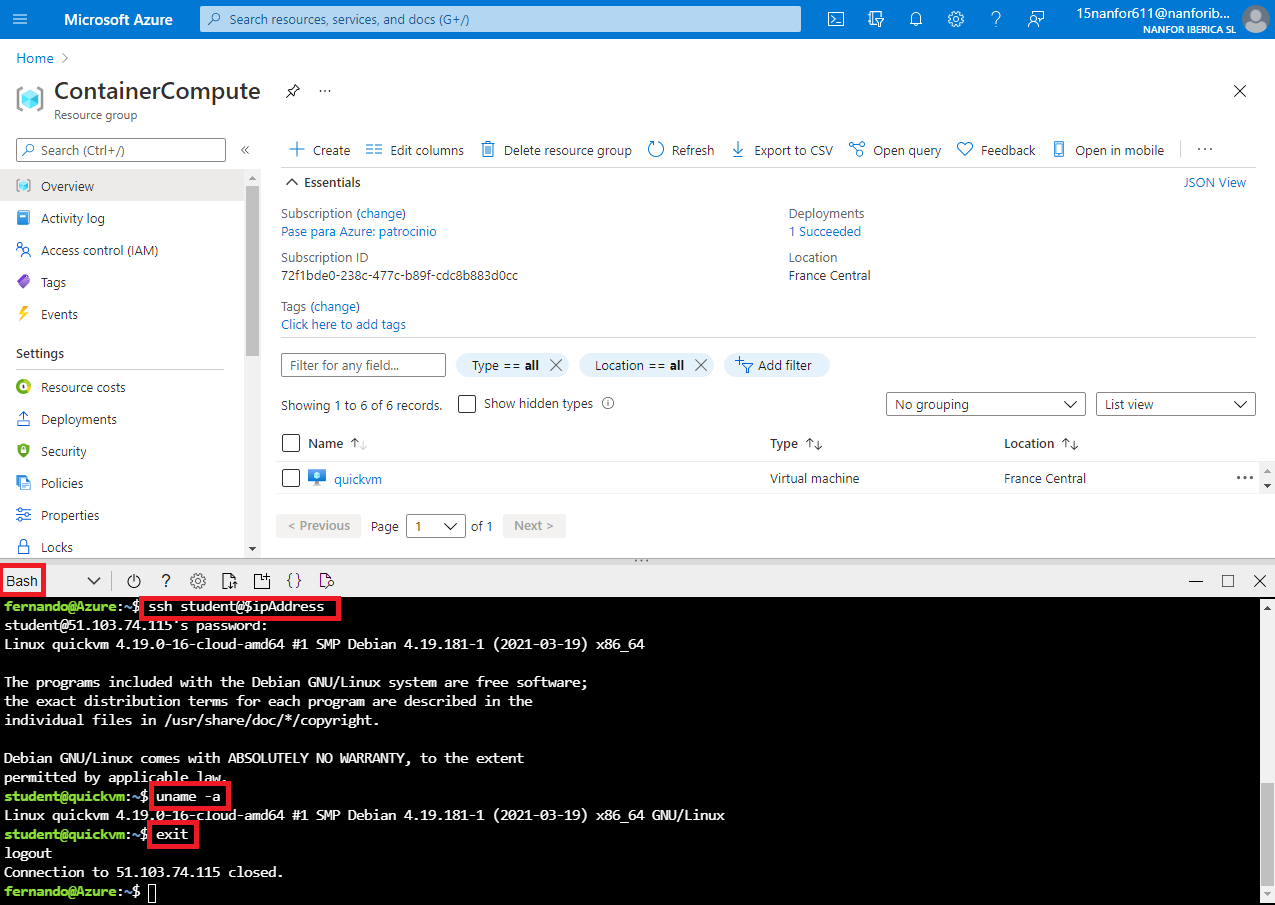 Microsoft Azure
Search resources, services, and docs (G+/)
15nanfor611@nanforib...
NANFOR IBERICA SL
Home >
ContainerCompute
...
Resource group
Search (Ctrl+/)
«
Create
Edit columns
Delete resource group
Refresh
Export to CSV
Open query
Feedback
Open in mobile
...
Overview
Activity log
Access control (IAM)
Tags
Events
Settings
Resource costs
Deployments
Security
Policies
Properties
Locks
Essentials
JSON View
Subscription (change)
Pase para Azure: patrocinio
Subscription ID
72f1bde0-238c-477c-b89f-cdc8b883d0cc
Tags (change)
Click here to add tags
Deployments
1 Succeeded
Location
France Central
Filter for any field...
Type == all
Location == all
Add filter
Showing 1 to 6 of 6 records.
Show hidden types
No grouping
List view
Name ↑↓
Type ↑↓
Location ↑↓
quickvm
Virtual machine
France Central
...
< Previous
Page
1
of 1
Next >
Bash
?
{}
fernando@Azure:~$ ssh student@$ipAddress
student@51.103.74.115's password:
Linux quickvm 4.19.0-16-cloud-amd64 #1 SMP Debian 4.19.181-1 (2021-03-19) x86_64
The programs included with the Debian GNU/Linux system are free software;
the exact distribution terms for each program are described in the
individual files in /usr/share/doc/*/copyright.
Debian GNU/Linux comes with ABSOLUTELY NO WARRANTY, to the extent
permitted by applicable law.
student@quickvm:~$ uname -a
Linux quickvm 4.19.0-16-cloud-amd64 #1 SMP Debian 4.19.181-1 (2021-03-19) x86_64 GNU/Linux
student@quickvm:~$ exit
logout
Connection to 51.103.74.115 closed.
fernando@Azure:~$